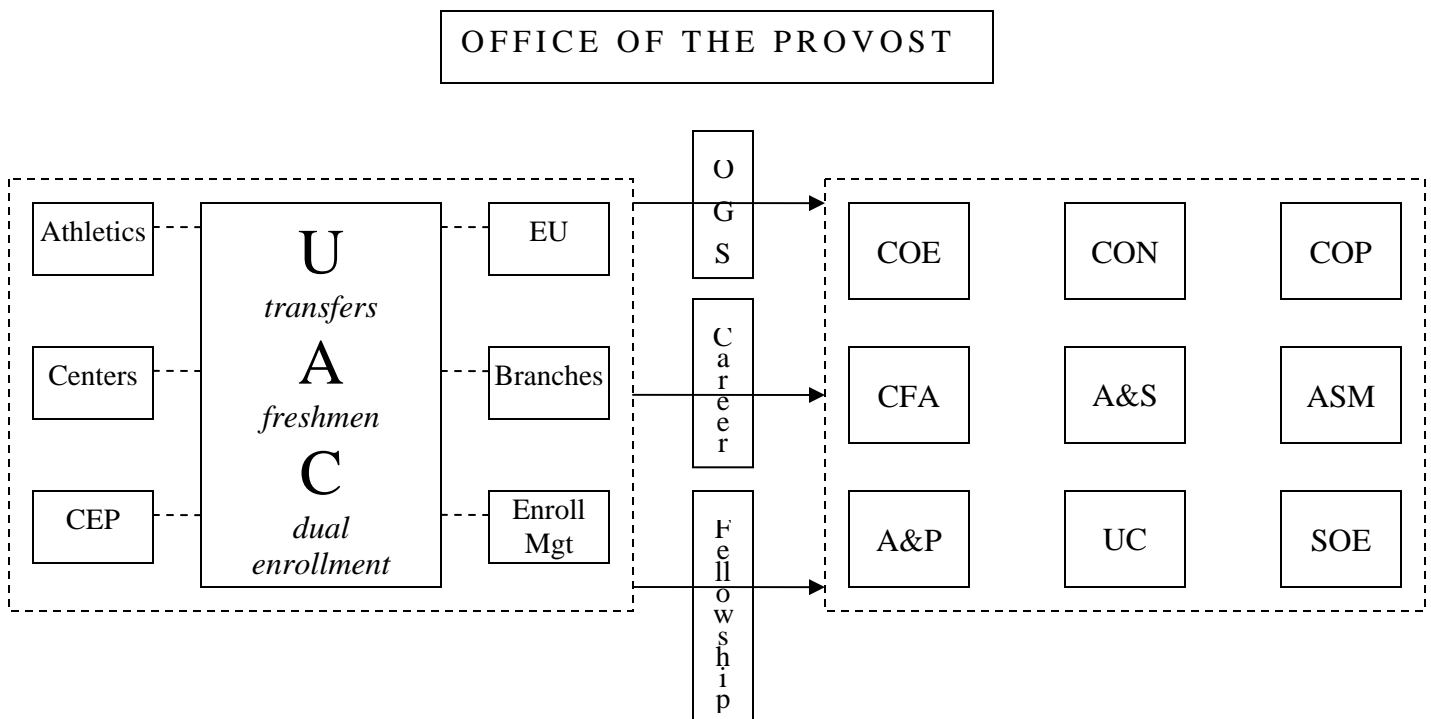 OFFICE OF THE PROVOST
Athletics
Centers
CEP
U
transfers
A
freshmen
C
dual
enrollment
EU
Branches
Enroll
Mgt
O
G
S
C
a
r
e
e
r
F
e
ll
o
w
s
h
i
p
COE
CON
COP
CFA
A&S
ASM
A&P
UC
SOE